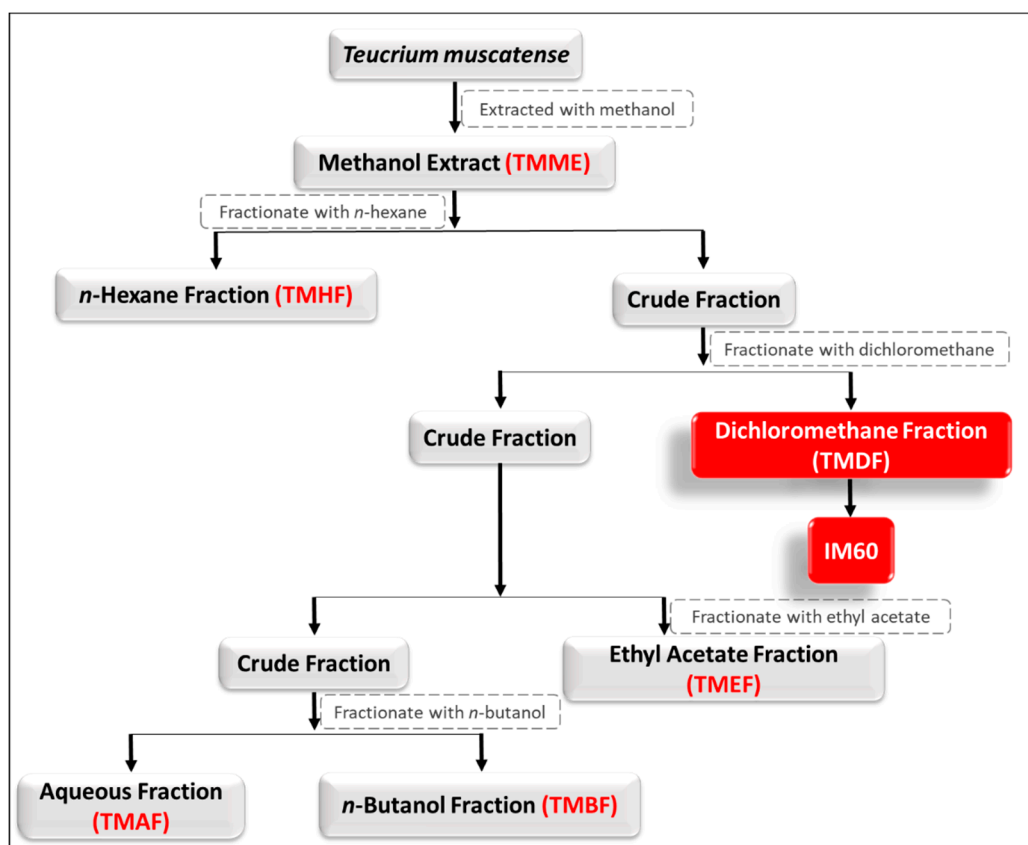 Teucrium muscatense
Extracted with methanol
Methanol Extract (TMME)
Fractionate with n-hexane
n-Hexane Fraction (TMHF)
Crude Fraction
Fractionate with dichloromethane
Crude Fraction
Dichloromethane Fraction
(TMDF)
IM60
Fractionate with ethyl acetate
Crude Fraction
Ethyl Acetate Fraction
(TMEF)
Fractionate with n-butanol
Aqueous Fraction
(TMAF)
n-Butanol Fraction (TMBF)